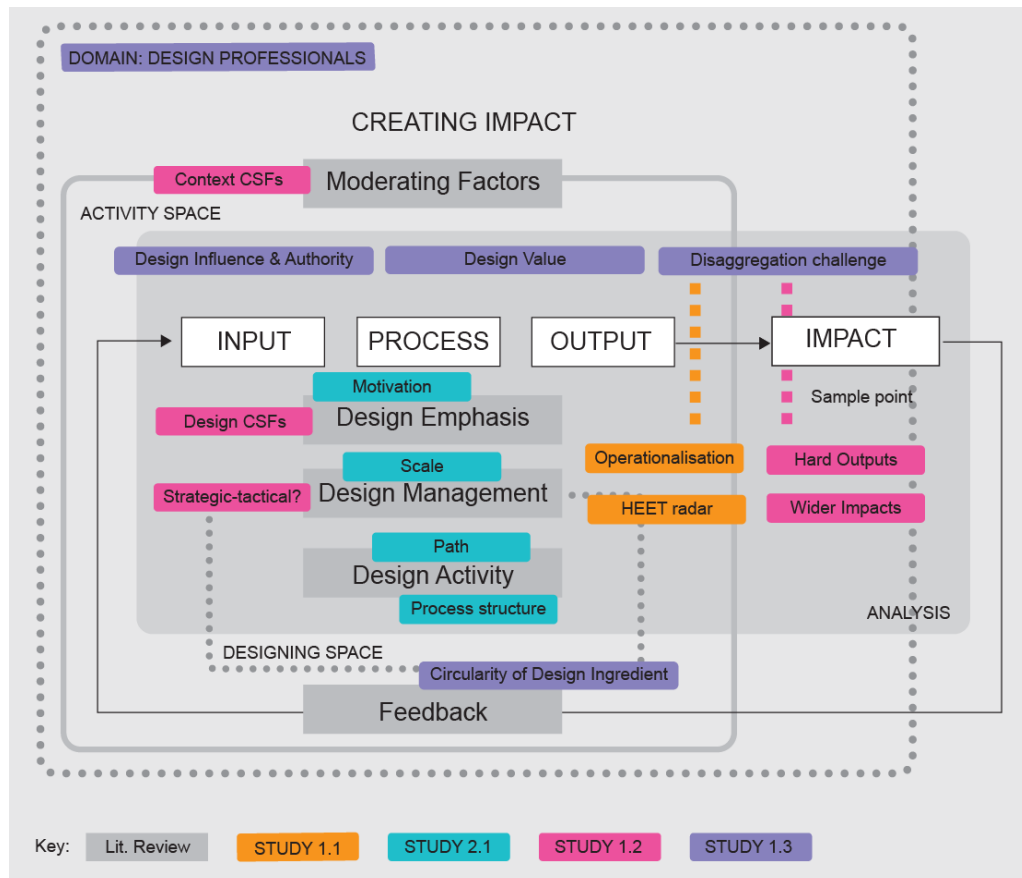 DOMAIN: DESIGN PROFESSIONALS
CREATING IMPACT
Context CSFs
Moderating Factors
ACTIVITY SPACE
Design Influence & Authority
Design Value
Disaggregation challenge
INPUT
PROCESS
OUTPUT
IMPACT
Motivation
Sample point
Design CSFs
Design Emphasis
Scale
Operationalisation
Hard Outputs
Strategic-tactical?
Design Management
HEET radar
Wider Impacts
Path
Design Activity
Process structure
ANALYSIS
DESIGNING SPACE
Circularity of Design Ingredient
Feedback
Key:
Lit. Review
STUDY 1.1
STUDY 2.1
STUDY 1.2
STUDY 1.3